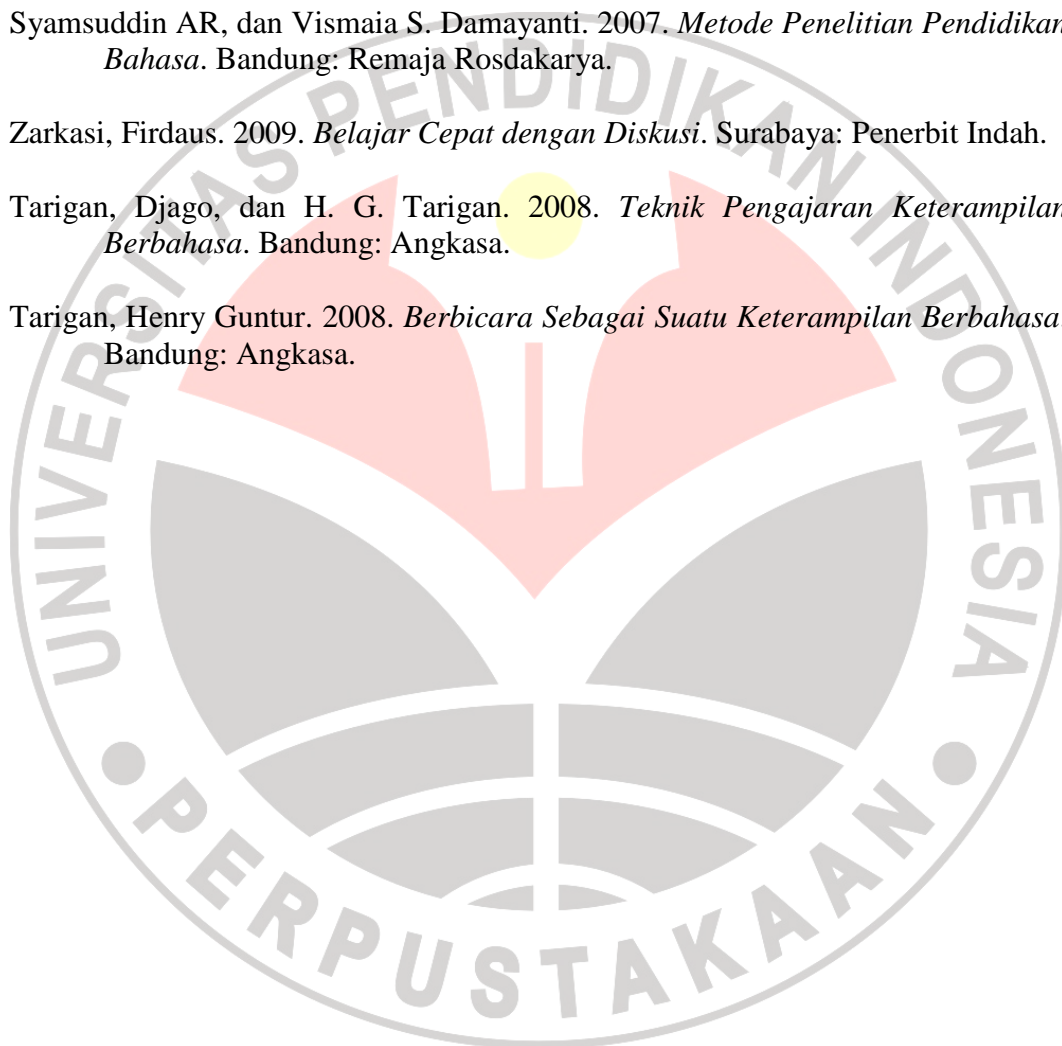 Syamsuddin AR, dan Vismaia S. Damayanti. 2007. Metode Penelitian Pendidikan
Bahasa. Bandung: Remaja Rosdakarya.
Zarkasi, Firdaus. 2009. Belajar Cepat dengan Diskusi. Surabaya: Penerbit Indah.
Tarigan, Djago, dan H. G. Tarigan. 2008. Teknik Pengajaran Keterampilan
Berbahasa. Bandung: Angkasa.
Tarigan, Henry Guntur. 2008. Berbicara Sebagai Suatu Keterampilan Berbahasa.
Bandung: Angkasa.
UNIVERSITAS PENDIDIKAN INDONESIA
PERPUSTAKAAN